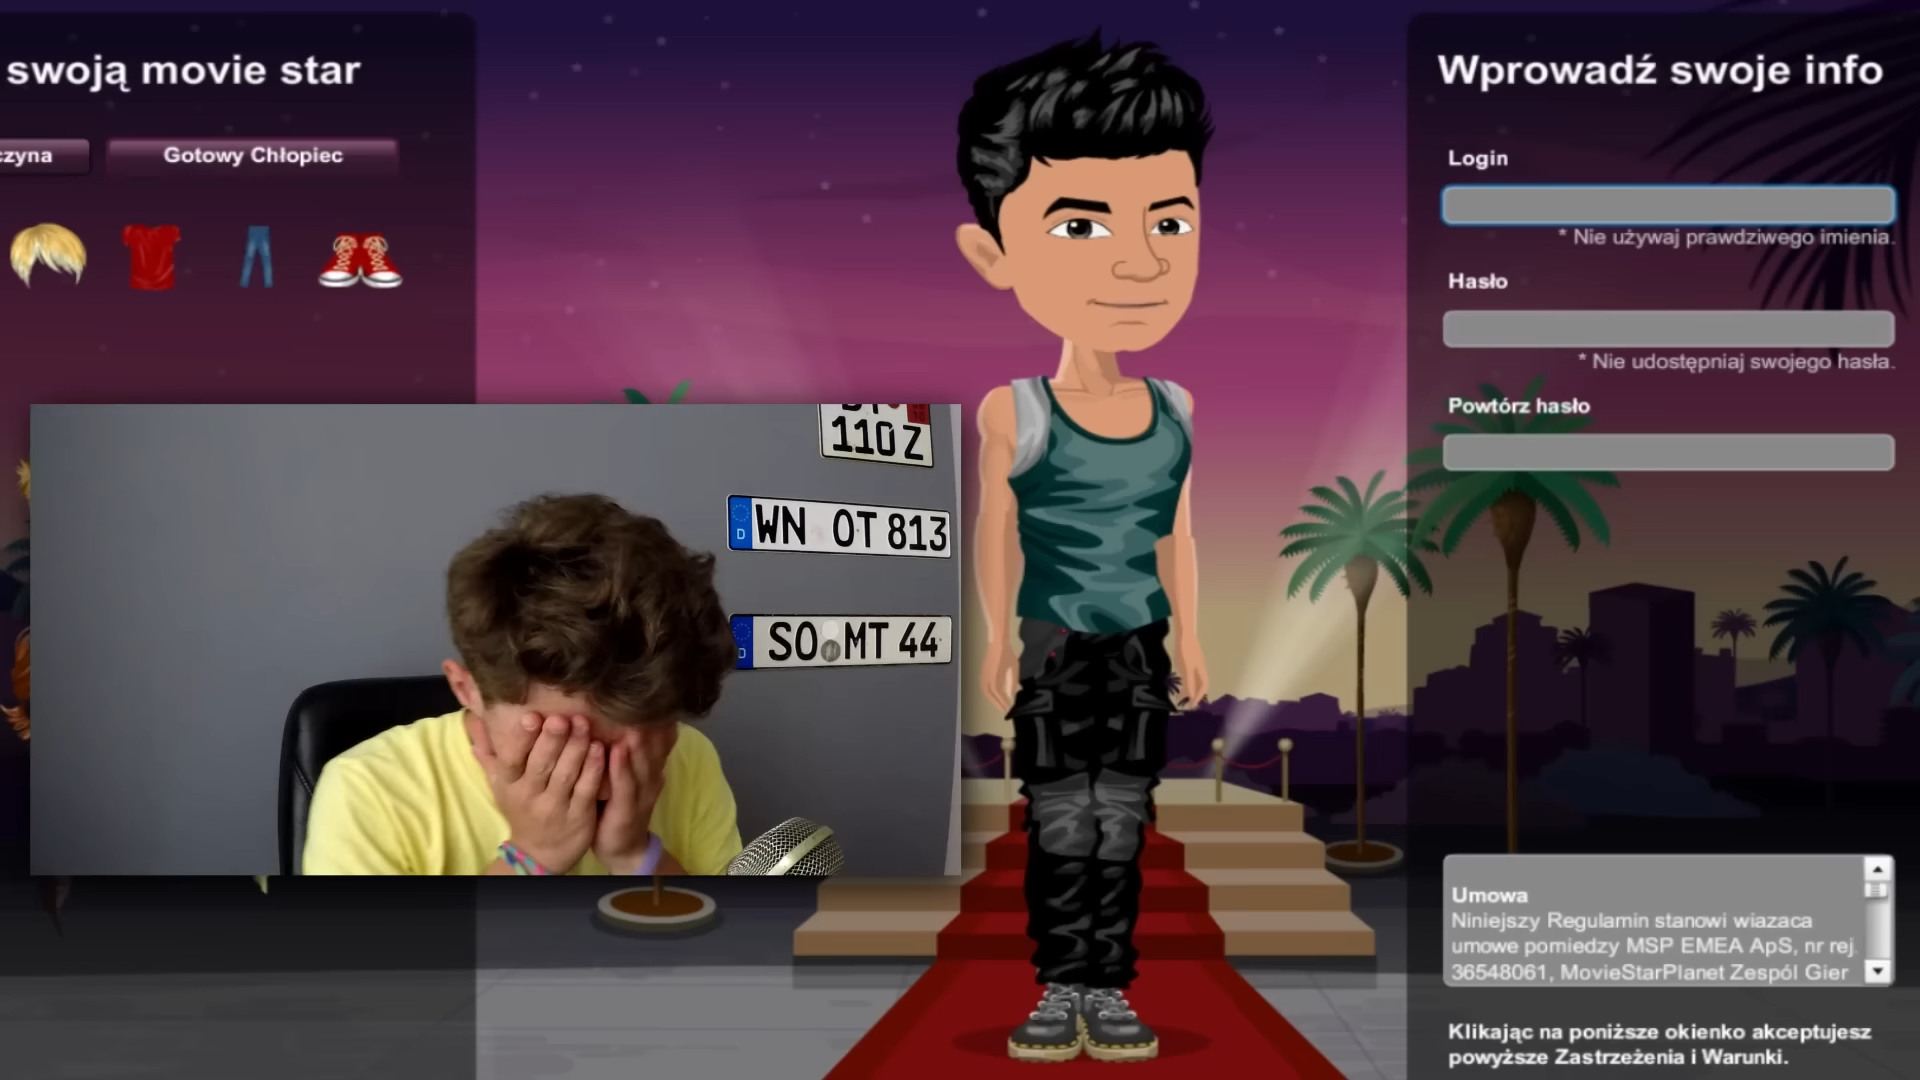 swoją movie star
czyna
Gotowy Chłopiec
Wprowadź swoje info
Login
* Nie używaj prawdziwego imienia.
Hasło
* Nie udostępniaj swojego hasła.
Powtórz hasło
110 Z
WN OT 813
D
SO MT 44
D
Umowa
Niniejszy Regulamin stanowi wiazaca
umowe pomiedzy MSP EMEA ApS, nr rej.
36548061, MovieStarPlanet Zespól Gier
Klikając na poniższe okienko akceptujesz
powyższe Zastrzeżenia i Warunki.